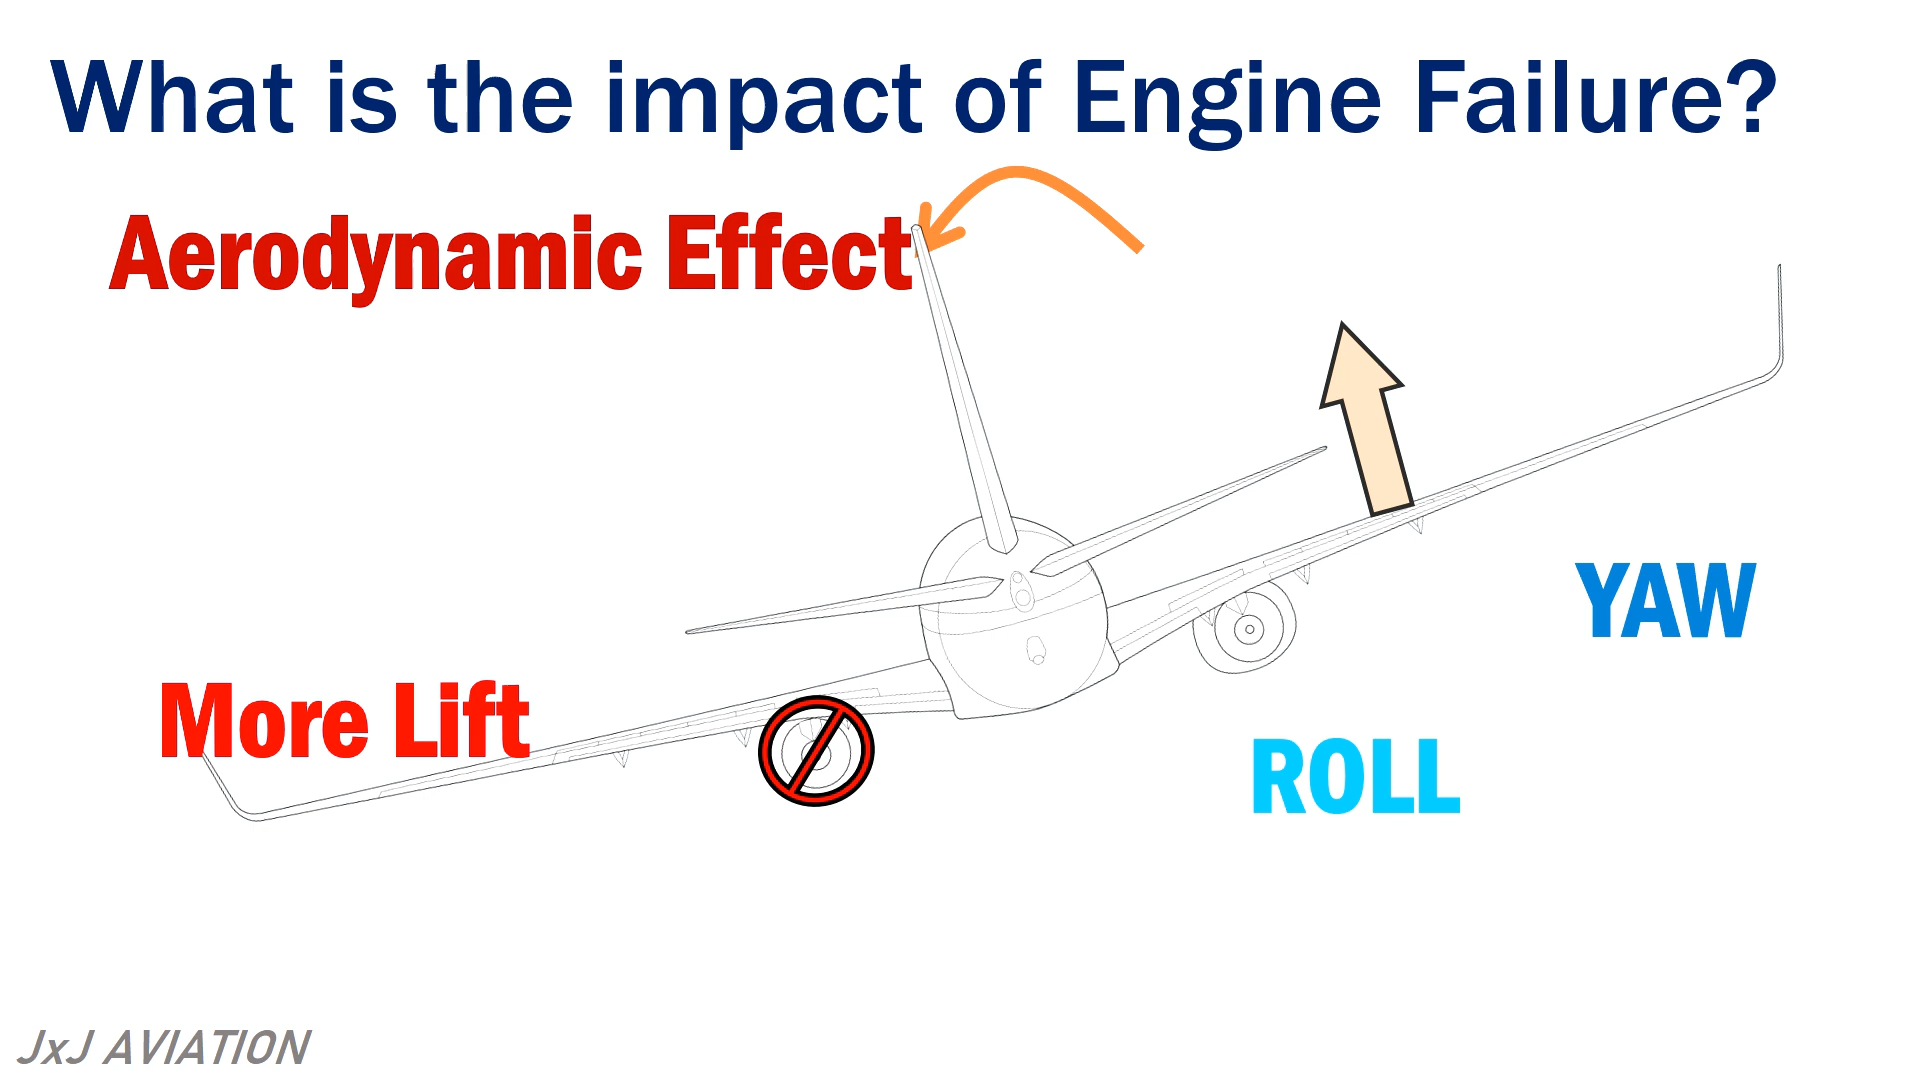 What is the impact of Engine Failure?
Aerodynamic Effect
YAW
More Lift
ROLL
JxJ AVIATION